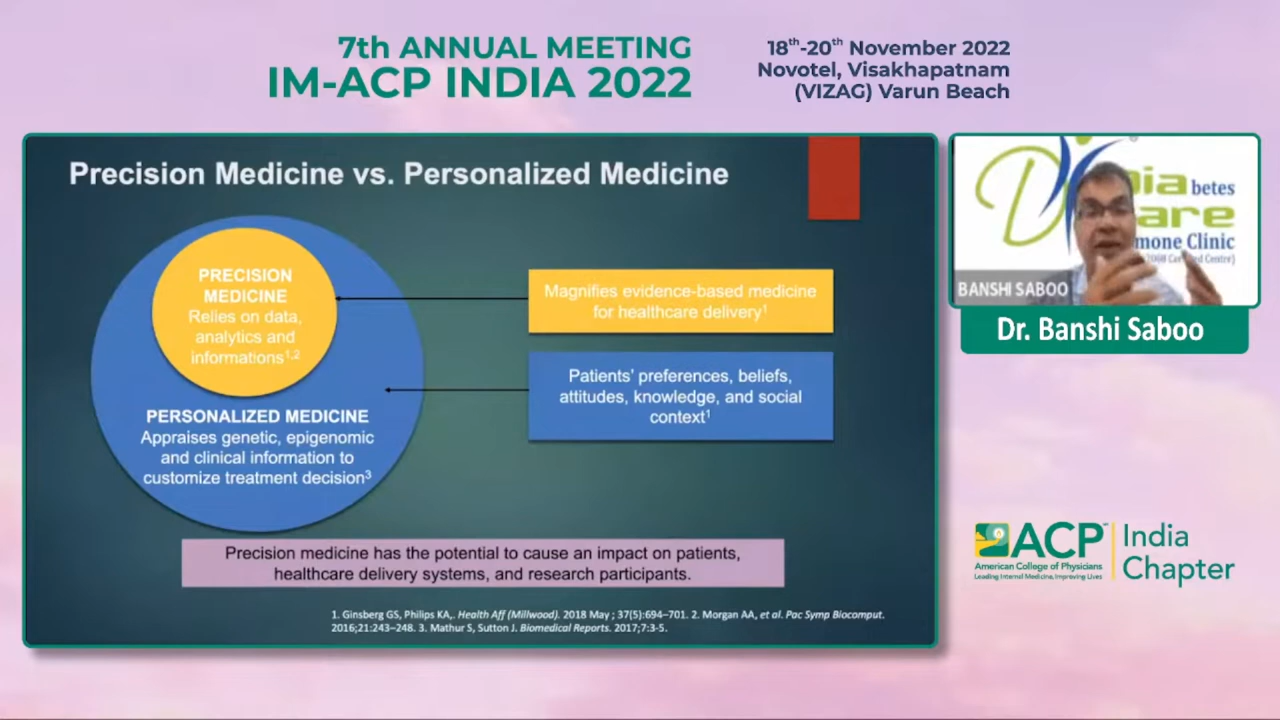 7th ANNUAL MEETING
IM-ACP INDIA 2022
18th-20th November 2022
Novotel, Visakhapatnam
(VIZAG) Varun Beach
Precision Medicine vs. Personalized Medicine
PRECISION
MEDICINE
Relies on data,
analytics and
informations1,2
PERSONALIZED MEDICINE
Appraises genetic, epigenomic
and clinical information to
customize treatment decision3
Magnifies evidence-based medicine
for healthcare delivery1
Patients' preferences, beliefs,
attitudes, knowledge, and social
context1
Precision medicine has the potential to cause an impact on patients,
healthcare delivery systems, and research participants.
1. Ginsberg GS, Philips KA,. Health Aff (Millwood). 2018 May ; 37(5):694–701. 2. Morgan AA, et al. Pac Symp Biocomput.
2016;21:243–248. 3. Mathur S, Sutton J. Biomedical Reports. 2017;7:3-5.
Dia betes
are
mone Clinic
BANSHI SABOO
Dr. Banshi Saboo
ACP
American College of Physicians
Leading Internal Medicine, Improving Lives
India
Chapter